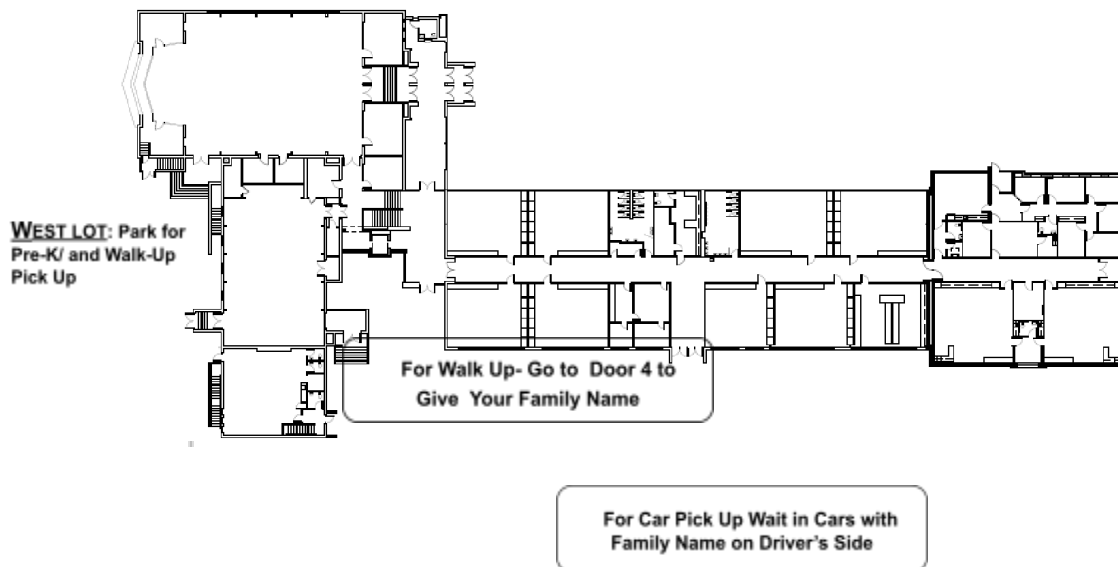 WEST LOT: Park for
Pre-K/ and Walk-Up
Pick Up
For Walk Up- Go to Door 4 to
Give Your Family Name
For Car Pick Up Wait in Cars with
Family Name on Driver's Side